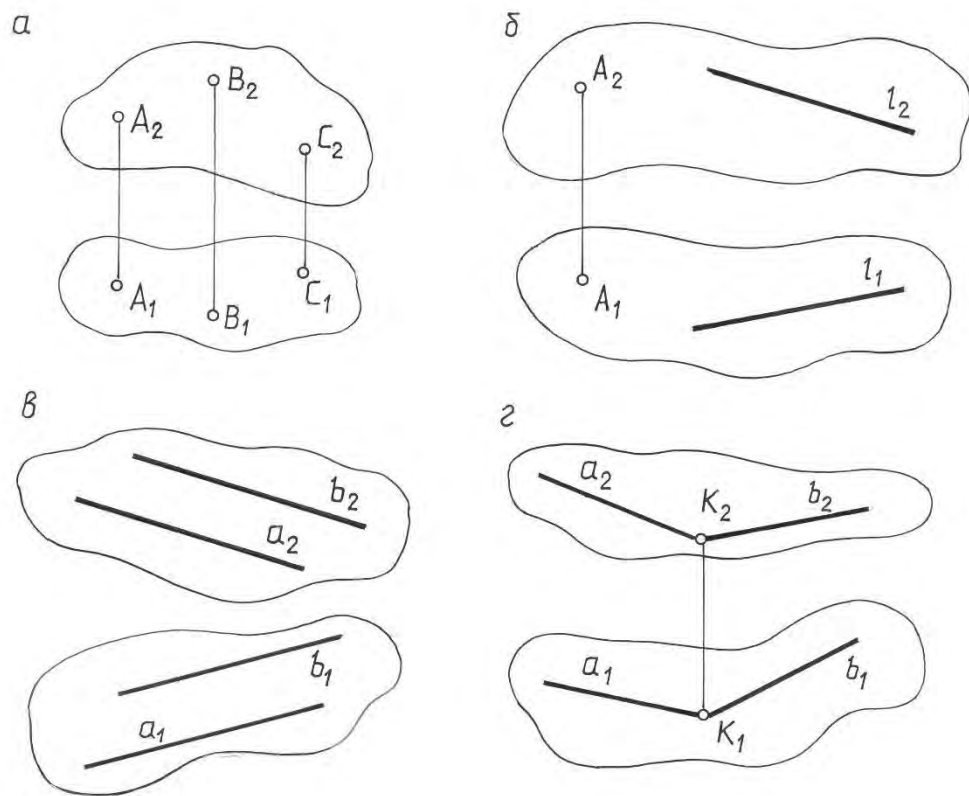 а
A₂
B₂
C₂
A₁
B₁
C₁
б
A₂
l₂
A₁
l₁
в
b₂
a₂
b₁
a₁
г
a₂
K₂
b₂
a₁
K₁
b₁